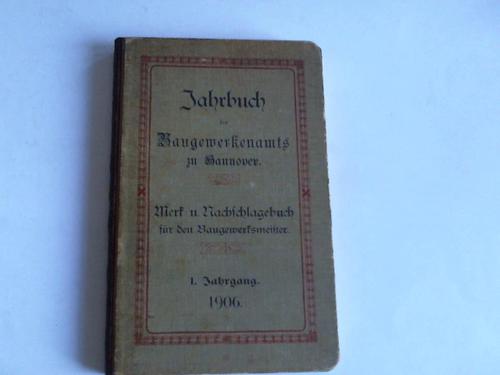 Jahrbuch
des
Baugewerkenamts
zu Hannover.
Merk u. Nachschlagebuch
für den Baugewerksmeister.
1. Jahrgang.
1906.